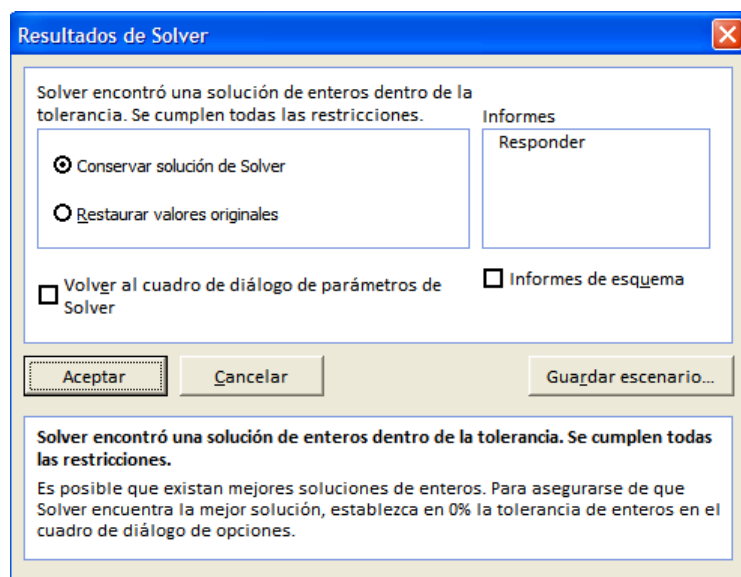 Resultados de Solver
Solver encontró una solución de enteros dentro de la
tolerancia. Se cumplen todas las restricciones.
Informes
Responder
Conservar solución de Solver
Restaurar valores originales
Volver al cuadro de diálogo de parámetros de
Solver
Informes de esquema
Aceptar
Cancelar
Guardar escenario...
Solver encontró una solución de enteros dentro de la tolerancia. Se cumplen todas
las restricciones.
Es posible que existan mejores soluciones de enteros. Para asegurarse de que
Solver encuentra la mejor solución, establezca en 0% la tolerancia de enteros en el
cuadro de diálogo de opciones.